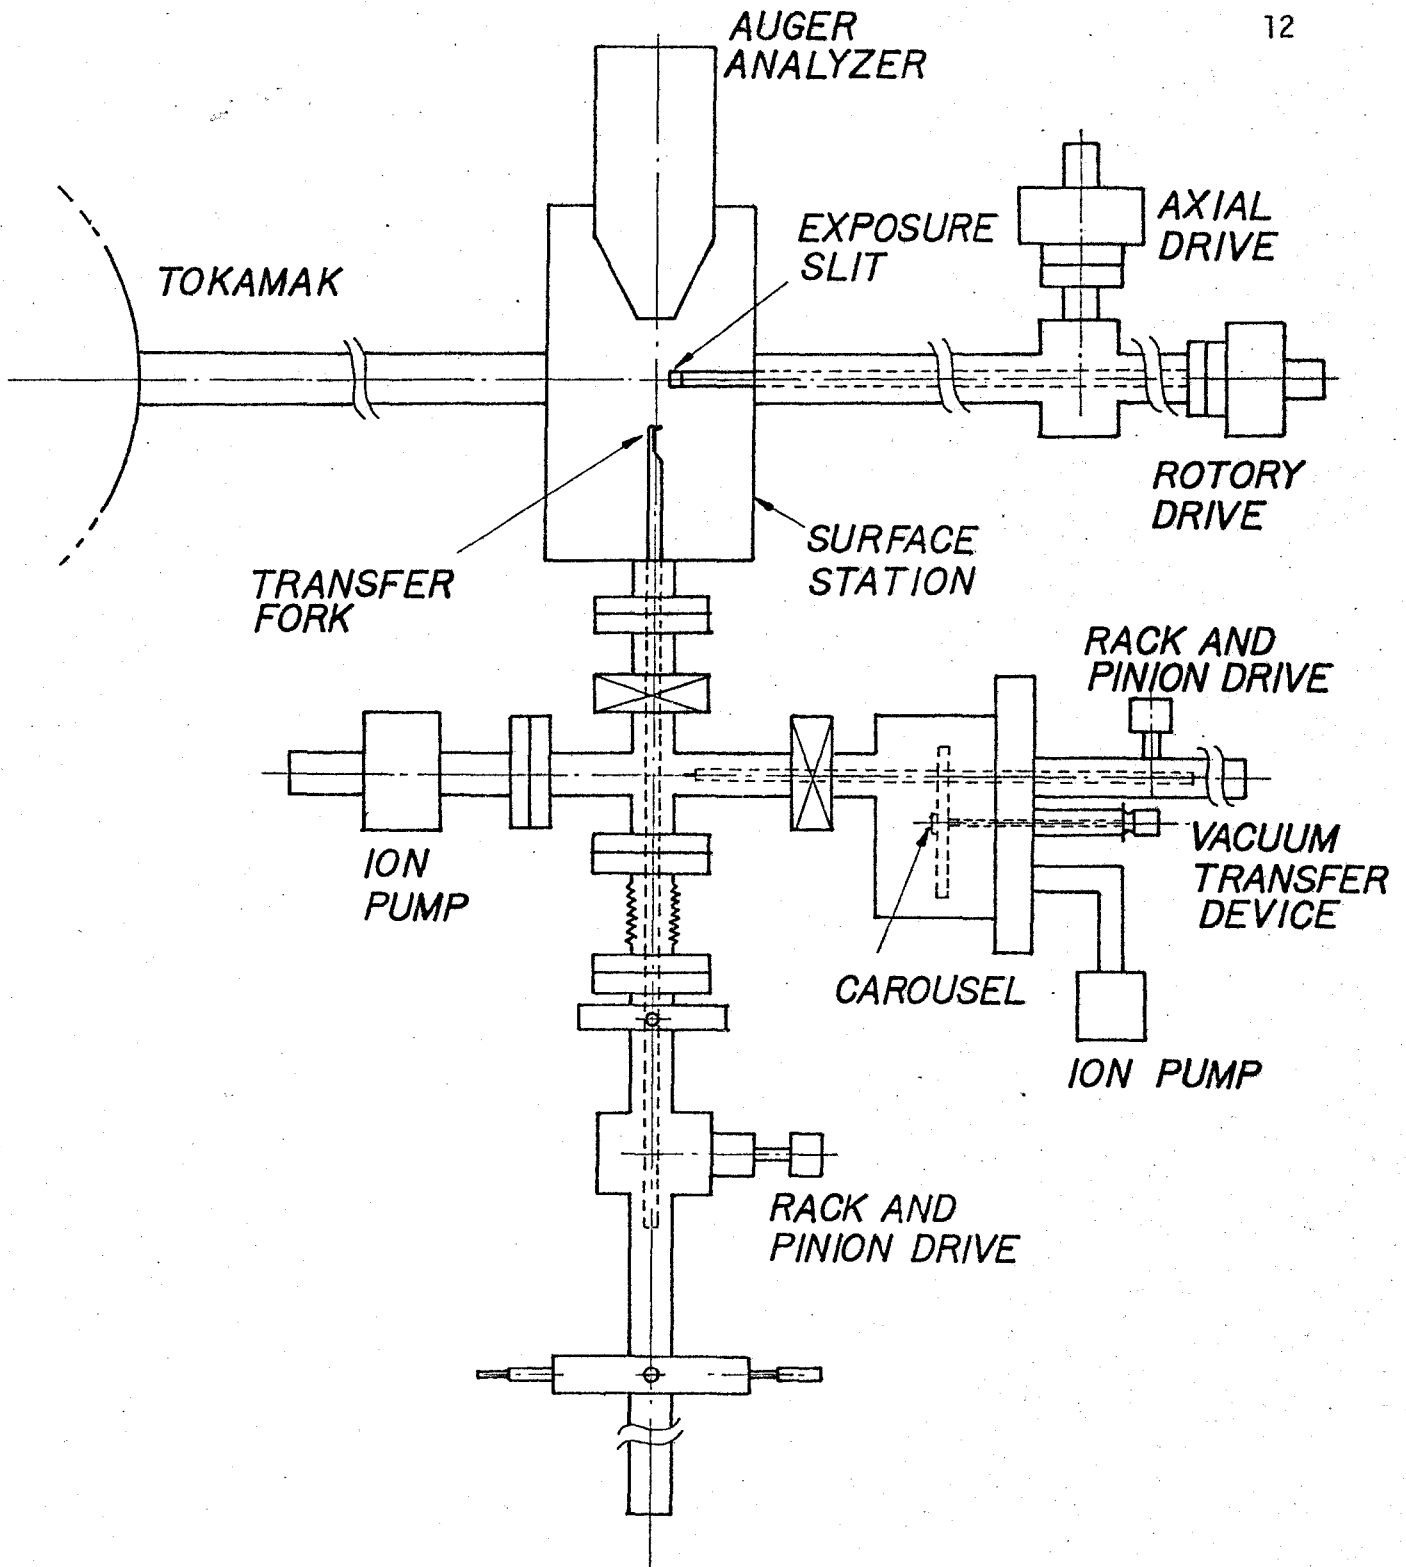 12
AUGER
ANALYZER
AXIAL
DRIVE
EXPOSURE
SLIT
TOKAMAK
ROTORY
DRIVE
SURFACE
STATION
TRANSFER
FORK
RACK AND
PINION DRIVE
ION
PUMP
VACUUM
TRANSFER
DEVICE
CAROUSEL
ION PUMP
RACK AND
PINION DRIVE